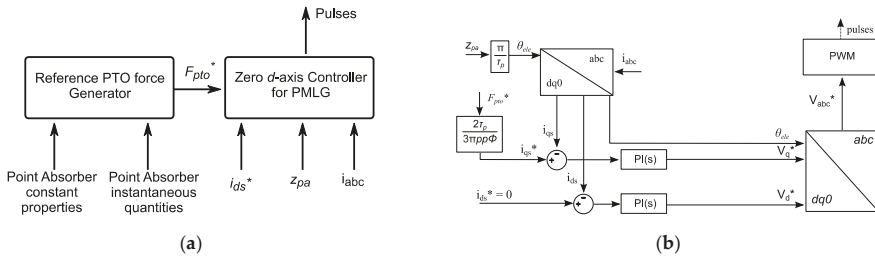 Pulses
Reference PTO force
Generator
F_pto*
Zero d-axis Controller
for PMLG
Point Absorber
constant
properties
Point Absorber
instantaneous
quantities
i_ds*
z_pa
i_abc
(a)
z_pa
π
τ_p
θ_ele
abc
dq0
i_abc
F_pto*
2τ_p
3πppΦ
i_qs
i_qs*
i_ds
i_ds* = 0
PI(s)
PI(s)
θ_ele
V_q*
V_d*
abc
dq0
V_abc*
PWM
pulses
(b)